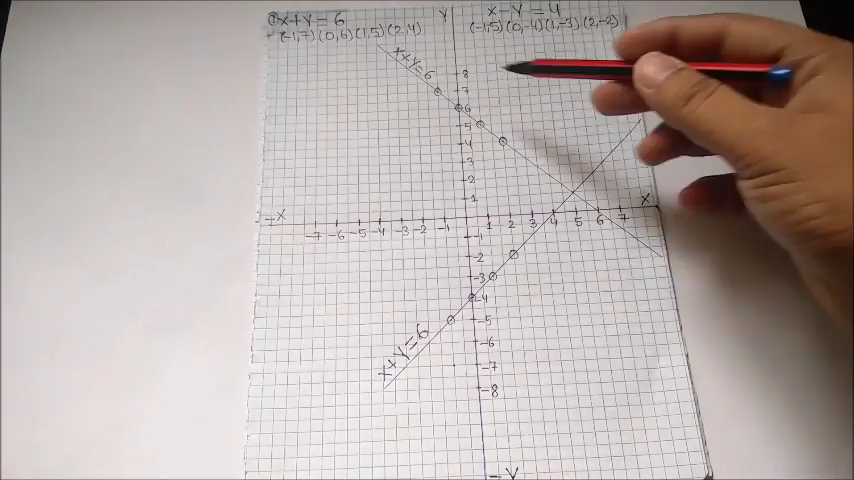 ① x+y = 6
(-1,7) (0,6) (1,5) (2,4)
x-y = 4
(-1,5) (0,-4) (1,-3) (2,-2)
Y
x+y=6
8
7
6
5
4
3
2
1
-X
-7 -6 -5 -4 -3 -2 -1
1 2 3 4 5 6 7
X
-1
-2
-3
-4
-5
-6
-7
-8
x+y=6
-Y